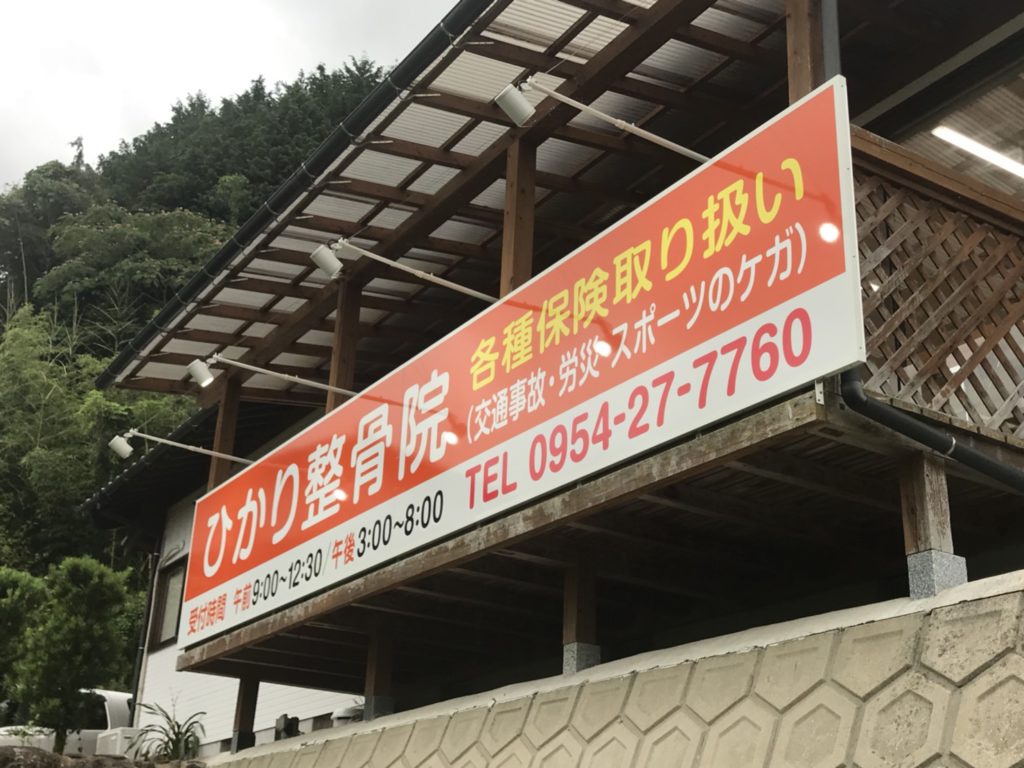 ひかり整骨院
各種保険取り扱い
(交通事故・労災・スポーツのケガ)
受付時間 午前9:00~12:30/午後3:00~8:00
TEL 0954-27-7760